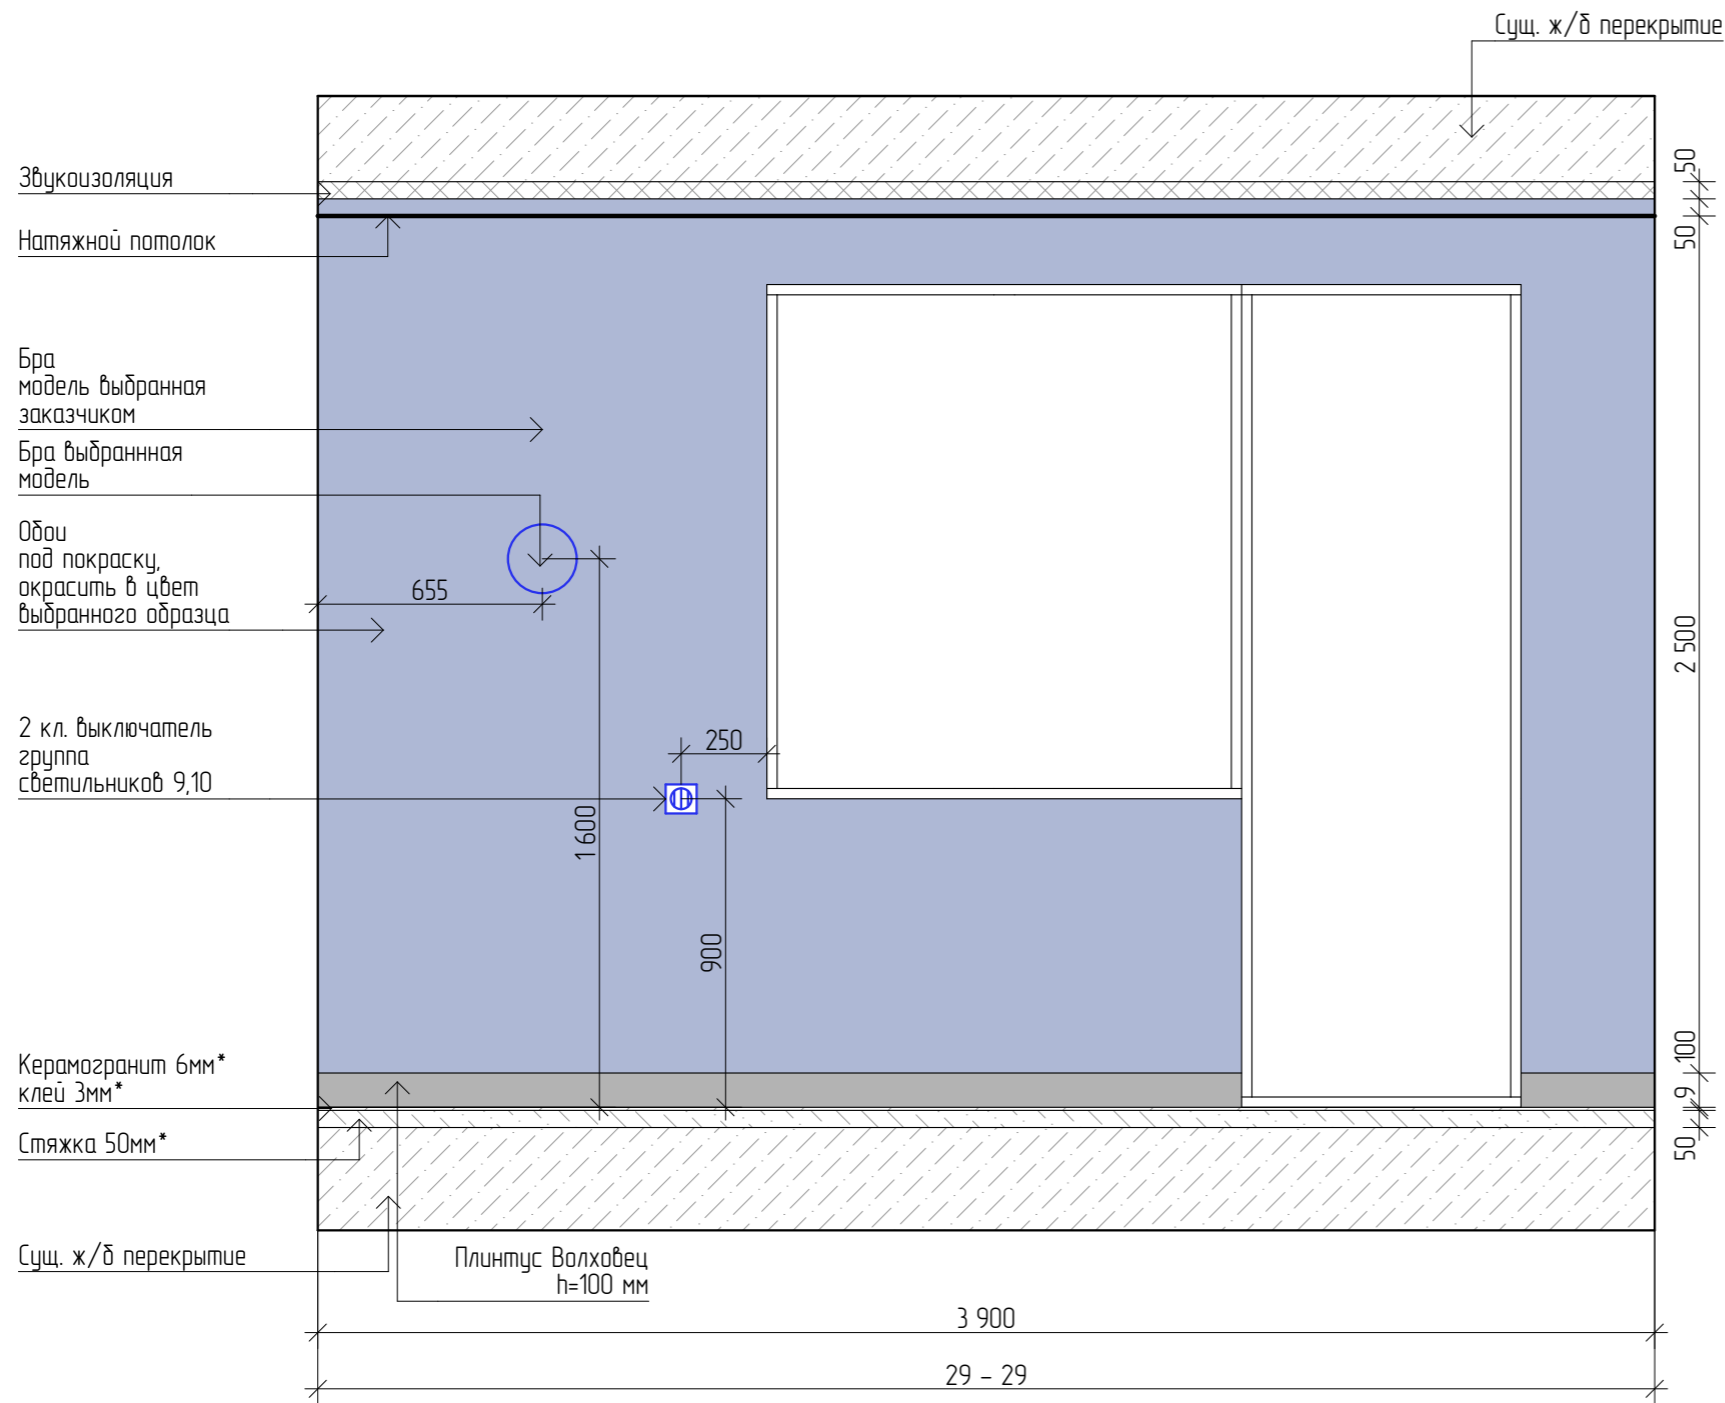 Сущ. ж/б перекрытие
Звукоизоляция
Натяжной потолок
Бра
модель выбранная
заказчиком
Бра выбраннная
модель
Обои
под покраску,
окрасить в цвет
выбранного образца
2 кл. выключатель
группа
светильников 9,10
Керамогранит 6мм*
клей 3мм*
Стяжка 50мм*
Сущ. ж/б перекрытие
Плинтус Волховец
h=100 мм
655
250
1 600
900
50
50
2 500
100
9
50
3 900
29 – 29